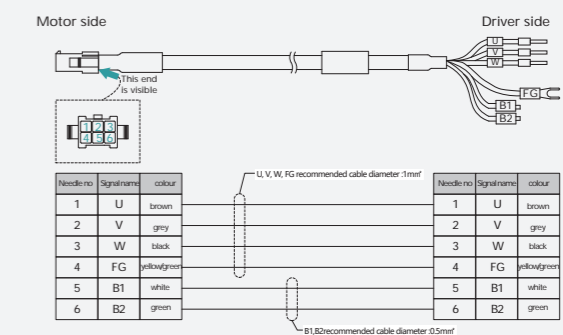 Motor side
Driver side
U
V
W
FG
B1
B2
This end
is visible
1 2 3
4 5 6
U, V, W, FG recommended cable diameter :1mm²
Needle no Signal name colour
1 U brown
2 V grey
3 W black
4 FG yellow/green
5 B1 white
6 B2 green
Needle no Signal name colour
1 U brown
2 V grey
3 W black
4 FG yellow/green
5 B1 white
6 B2 green
B1,B2recommended cable diameter :0.5mm²